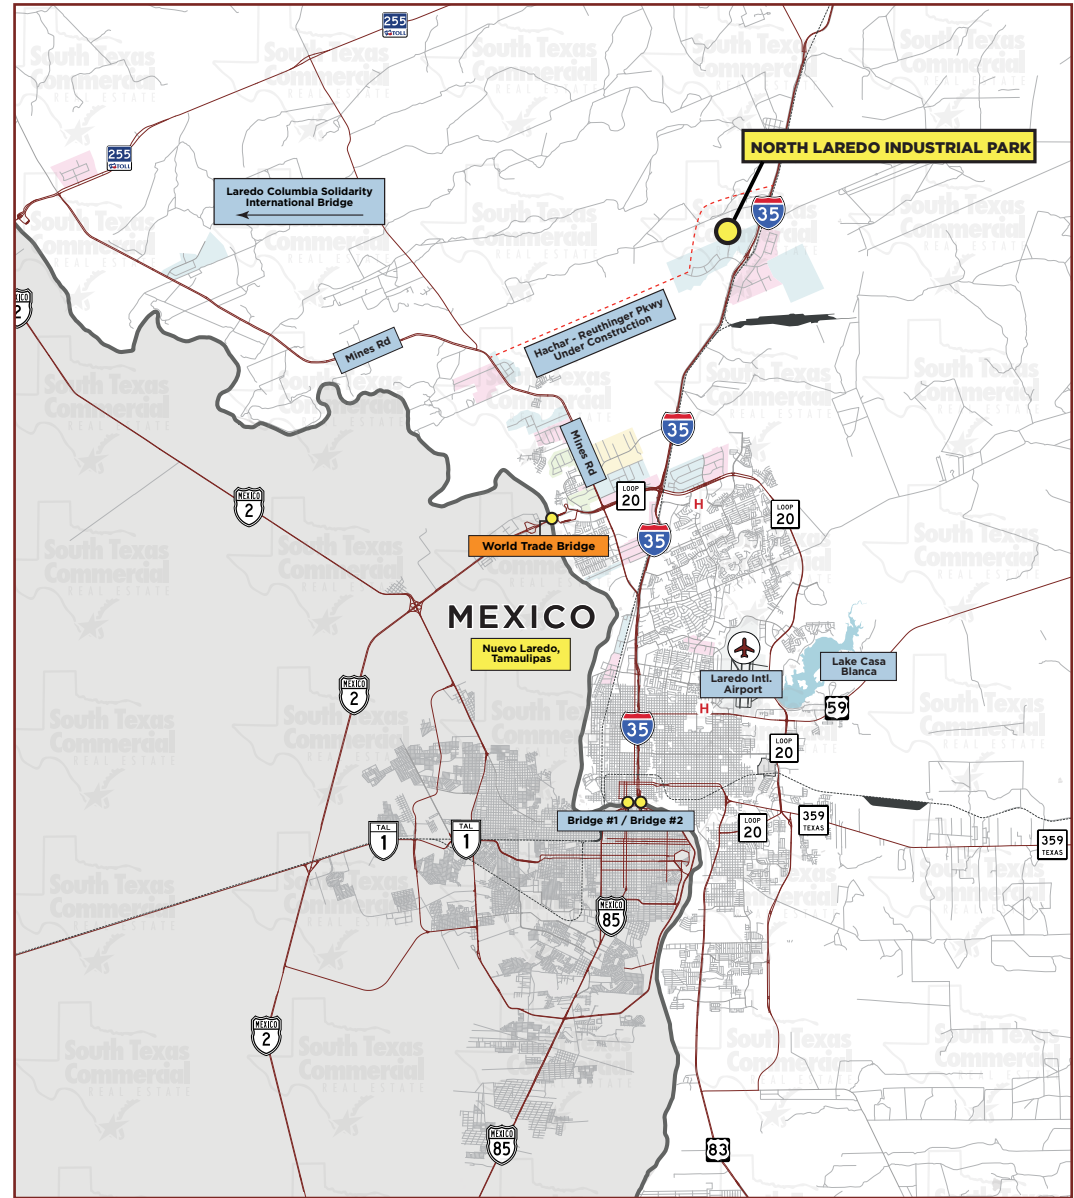 255
TOLL
NORTH LAREDO INDUSTRIAL PARK
255
TOLL
Laredo Columbia Solidarity
International Bridge
35
MEXICO
2
Hachar - Reuthinger Pkwy
Under Construction
Mines Rd
35
Mines Rd
LOOP
20
H
MEXICO
2
LOOP
20
World Trade Bridge
35
MEXICO
Nuevo Laredo,
Tamaulipas
Lake Casa
Blanca
Laredo Intl.
Airport
MEXICO
2
H
59
35
LOOP
20
Bridge #1 / Bridge #2
LOOP
20
359
TEXAS
TAL
1
TAL
1
359
TEXAS
MEXICO
85
MEXICO
2
MEXICO
85
83
South Texas
Commercial
REAL ESTATE